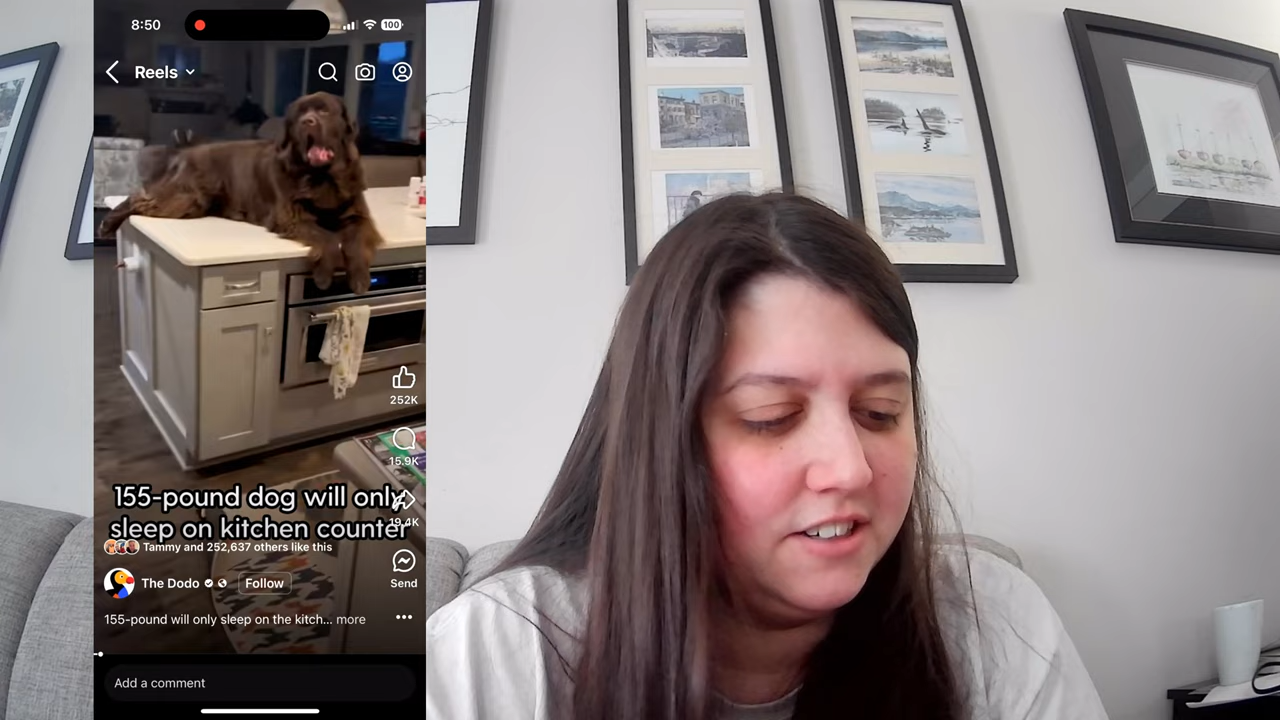 8:50
100
Reels
252K
15.9K
155-pound dog will only
19.4K
sleep on kitchen counter
Tammy and 252,637 others like this
The Dodo
Follow
Send
155-pound will only sleep on the kitch... more
Add a comment